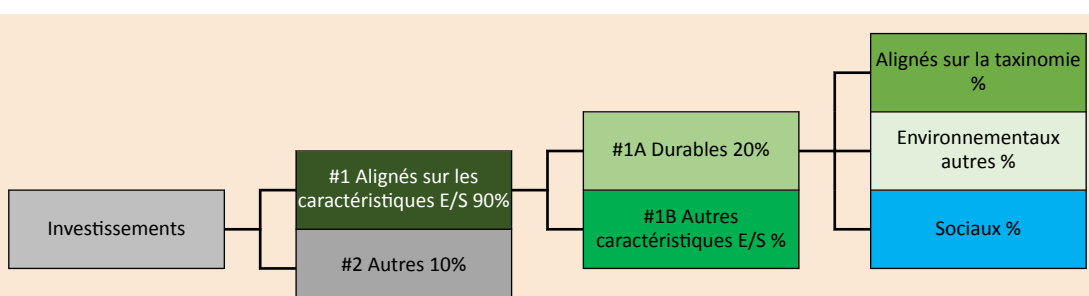 Investissements
#1 Alignés sur les
caractéristiques E/S 90%
#2 Autres 10%
#1A Durables 20%
#1B Autres
caractéristiques E/S %
Alignés sur la taxinomie
%
Environnementaux
autres %
Sociaux %